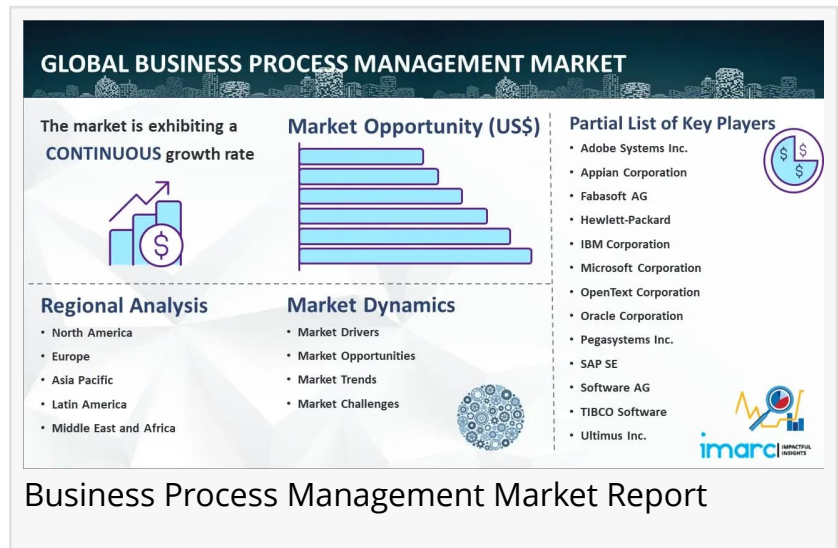 GLOBAL BUSINESS PROCESS MANAGEMENT MARKET
The market is exhibiting a
CONTINUOUS growth rate
$
Market Opportunity (US$)
Partial List of Key Players
$ $
$
• Adobe Systems Inc.
• Appian Corporation
• Fabasoft AG
• Hewlett-Packard
• IBM Corporation
• Microsoft Corporation
• OpenText Corporation
• Oracle Corporation
• Pegasystems Inc.
• SAP SE
• Software AG
• TIBCO Software
• Ultimus Inc.
Regional Analysis
• North America
• Europe
• Asia Pacific
• Latin America
• Middle East and Africa
Market Dynamics
• Market Drivers
• Market Opportunities
• Market Trends
• Market Challenges
imarc
IMPACTFUL
INSIGHTS
Business Process Management Market Report